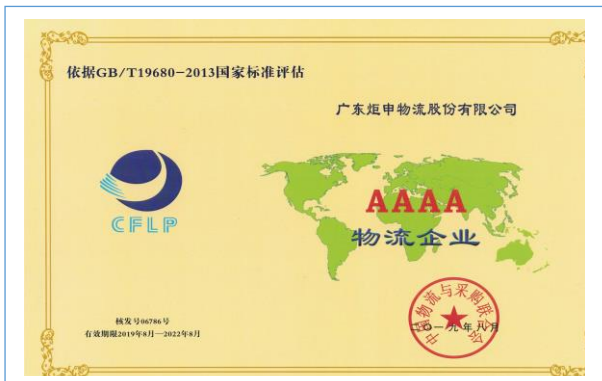 依据GB/T19680-2013国家标准评估
广东炬申物流股份有限公司
CFLP
AAAA
物流企业
核发号06786号
有效期限2019年8月—2022年8月
中国物流与采购联合会
二〇一九年八月